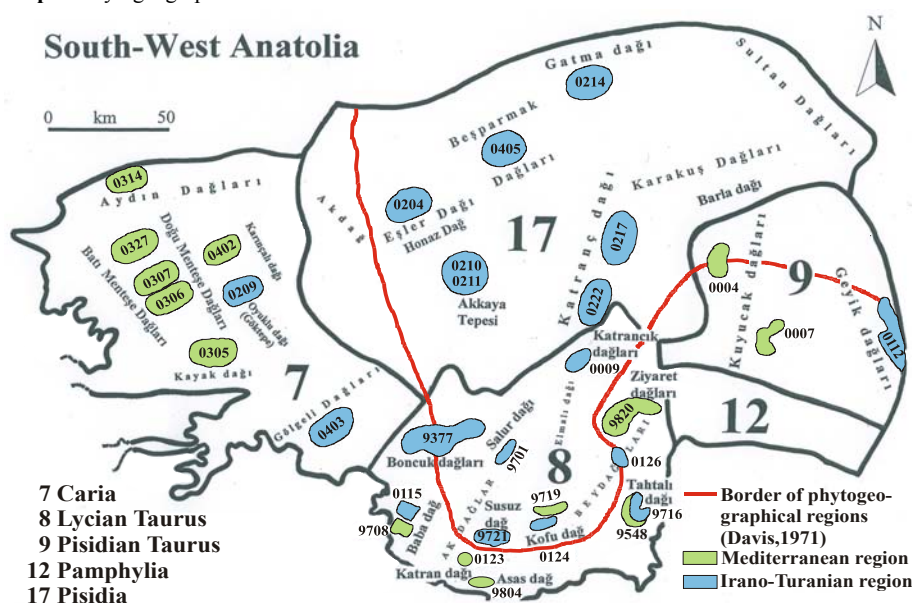 South-West Anatolia
N
0 km 50
Gatma dağı
0214
Sultan Dağları
Beşparmak
0405
Dağları
0314
Aydın Dağları
Akdağ
0204
Eşler Dağı
Honaz Dağ
17
Karakuş Dağları
Barla dağı
Katranç dağı
0217
0327
Doğu Menteşe Dağları
0402
Karıncalı dağı
Batı Menteşe Dağları
0307
0306
0209
Oyuklu dağı
(Göktepe)
0210
0211
Akkaya
Tepesi
0222
0004
Kuyucak dağları
9
Geyik dağları
0007
0112
0305
Kayak dağı
7
Katrancık
dağları
0009
Ziyaret
dağları
9820
12
Gölgeli Dağları
0403
9377
Boncuk dağları
Salur dağı
9701
Elmalı dağı
8
BEYDAĞLARI
0126
0115
9708
Baba dağ
AK DAĞLAR
Susuz
dağ
9721
9719
Kofu dağ
0124
Tahtalı
dağı
9716
9548
0123
Katran dağı
Asas dağ
9804
7 Caria
8 Lycian Taurus
9 Pisidian Taurus
12 Pamphylia
17 Pisidia
Border of phytogeo-
graphical regions
(Davis,1971)
Mediterranean region
Irano-Turanian region